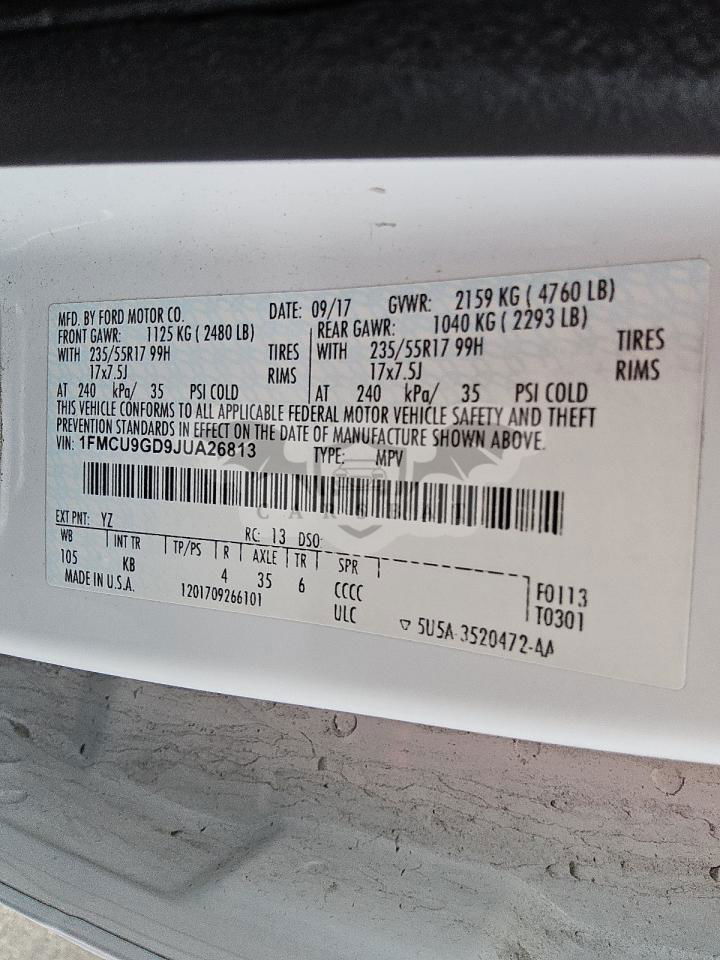 MFD. BY FORD MOTOR CO. DATE: 09/17 GVWR: 2159 KG ( 4760 LB)
FRONT GAWR: 1125 KG ( 2480 LB) REAR GAWR: 1040 KG ( 2293 LB)
WITH 235/55R17 99H TIRES WITH 235/55R17 99H TIRES
17x7.5J RIMS 17x7.5J RIMS
AT 240 kPa/ 35 PSI COLD AT 240 kPa/ 35 PSI COLD
THIS VEHICLE CONFORMS TO ALL APPLICABLE FEDERAL MOTOR VEHICLE SAFETY AND THEFT
PREVENTION STANDARDS IN EFFECT ON THE DATE OF MANUFACTURE SHOWN ABOVE.
VIN: 1FMCU9GD9JUA26813 TYPE: MPV
EXT PNT: YZ RC: 13 DSO:
WB INT TR TP/PS R AXLE TR SPR
105 KB 4 35 6 CCCC F0113
MADE IN U.S.A. 1201709266101 ULC T0301
5U5A-3520472-AA